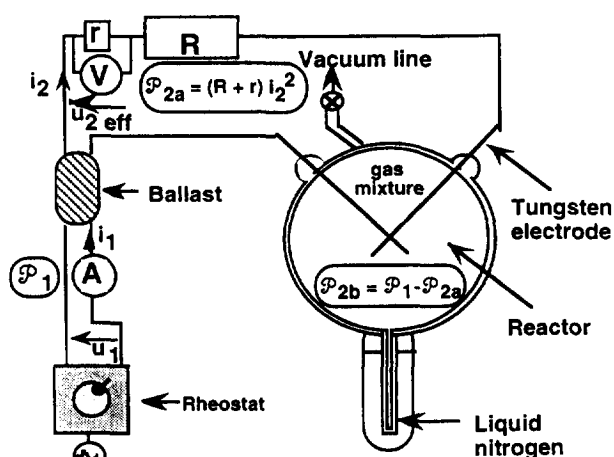 r
R
V
i2
𝒫2a = (R + r) i2²
u2 eff
Vacuum line
gas
mixture
Ballast
Tungsten
electrode
i1
𝒫1
A
𝒫2b = 𝒫1-𝒫2a
Reactor
u1
Rheostat
Liquid
nitrogen